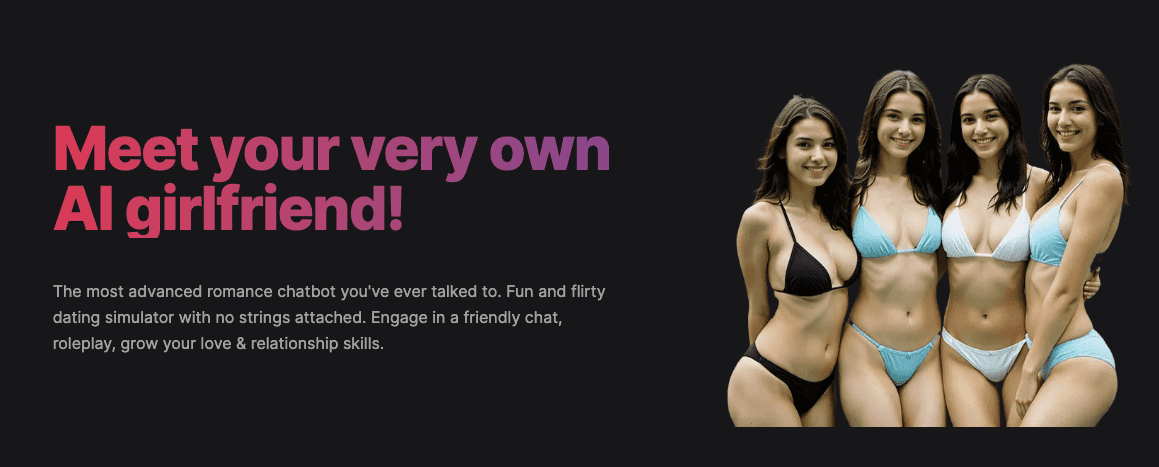 Meet your very own
AI girlfriend!
The most advanced romance chatbot you've ever talked to. Fun and flirty
dating simulator with no strings attached. Engage in a friendly chat,
roleplay, grow your love & relationship skills.